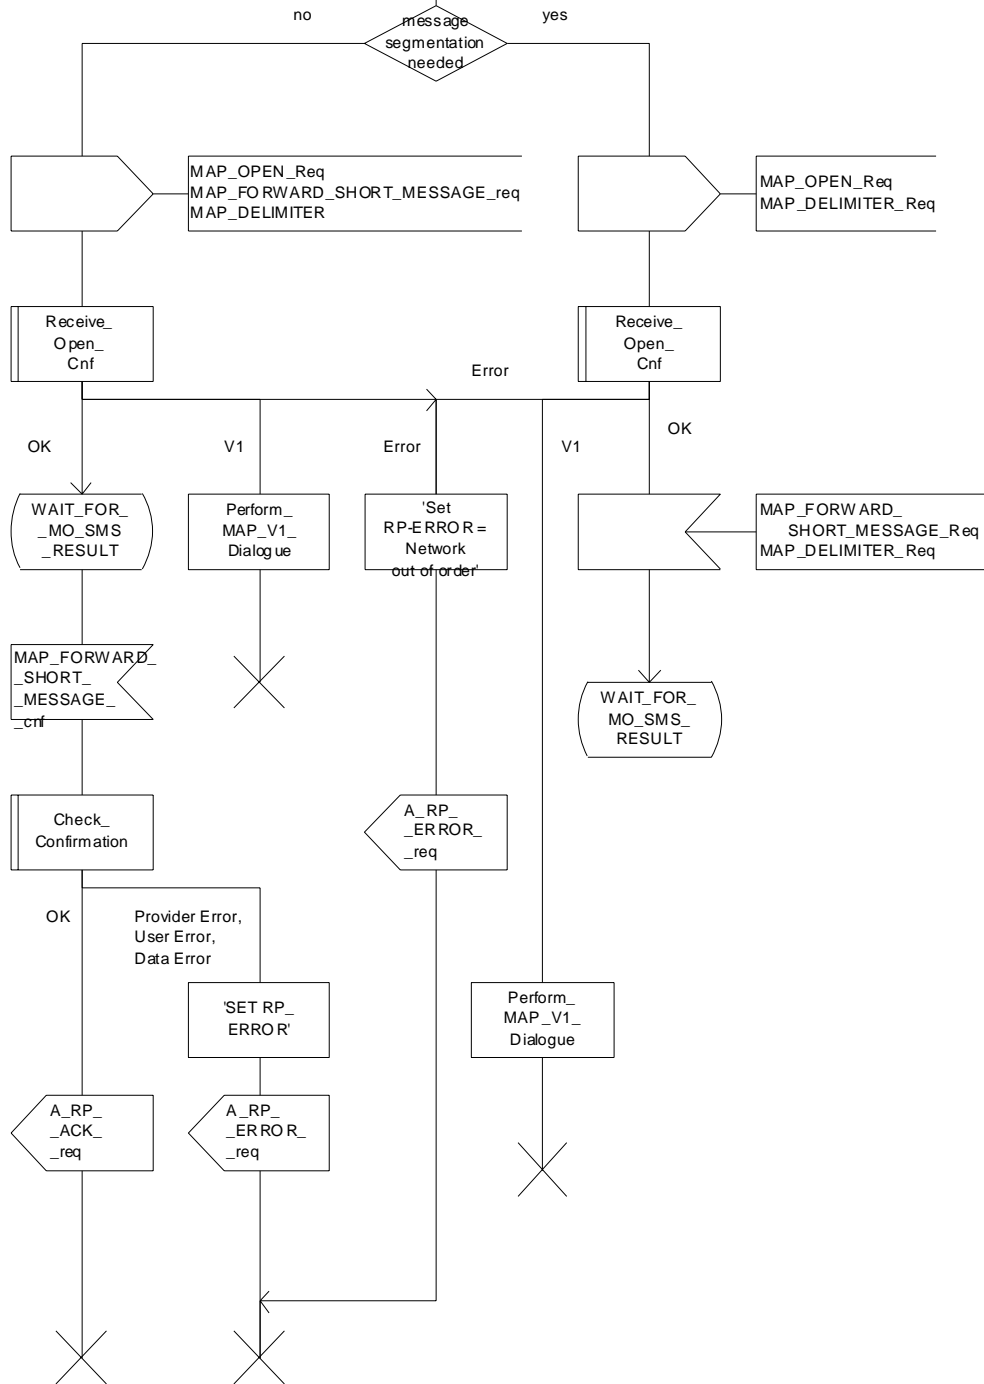 no
message
segmentation
needed
yes
MAP_OPEN_Req
MAP_FORWARD_SHORT_MESSAGE_req
MAP_DELIMITER
MAP_OPEN_Req
MAP_DELIMITER_Req
Receive_
Open_
Cnf
Receive_
Open_
Cnf
Error
OK
V1
Error
V1
OK
WAIT_FOR_
_MO_SMS
_RESULT
Perform_
MAP_V1_
Dialogue
'Set
RP-ERROR =
Network
out of order'
MAP_FORWARD_
SHORT_MESSAGE_Req
MAP_DELIMITER_Req
MAP_FORWARD_
_SHORT_
_MESSAGE_
_cnf
WAIT_FOR_
MO_SMS_
RESULT
Check_
Confirmation
A_RP_
_ERROR_
_req
OK
Provider Error,
User Error,
Data Error
'SET RP_
ERROR'
Perform_
MAP_V1_
Dialogue
A_RP_
_ACK_
_req
A_RP_
_ERROR_
_req